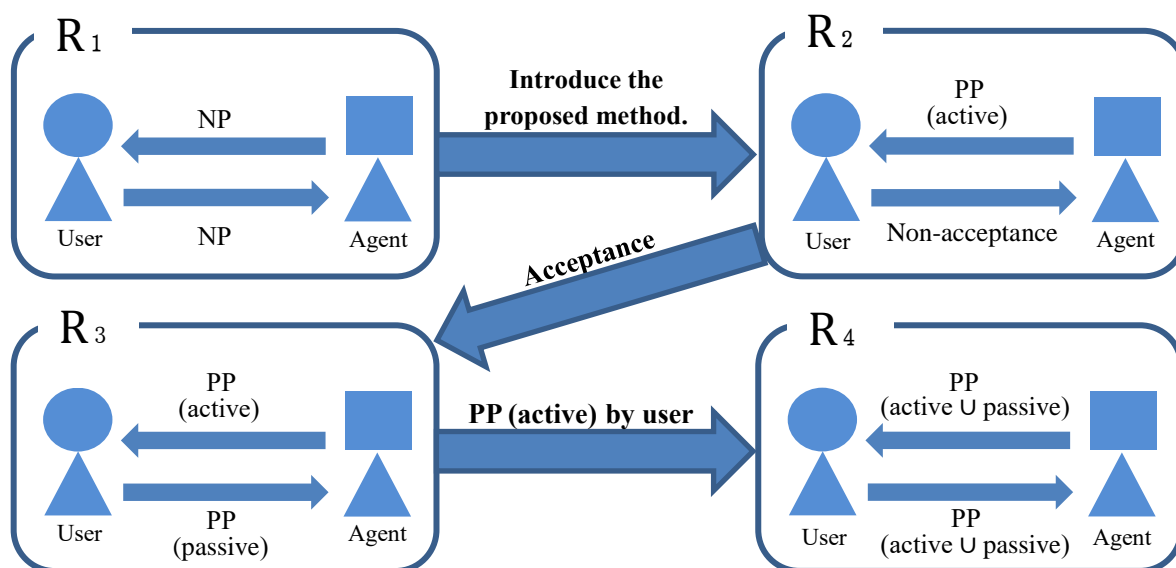 R1
NP
NP
User
Agent
Introduce the
proposed method.
R2
PP
(active)
Non-acceptance
User
Agent
Acceptance
R3
PP
(active)
PP
(passive)
User
Agent
PP (active) by user
R4
PP
(active ∪ passive)
PP
(active ∪ passive)
User
Agent